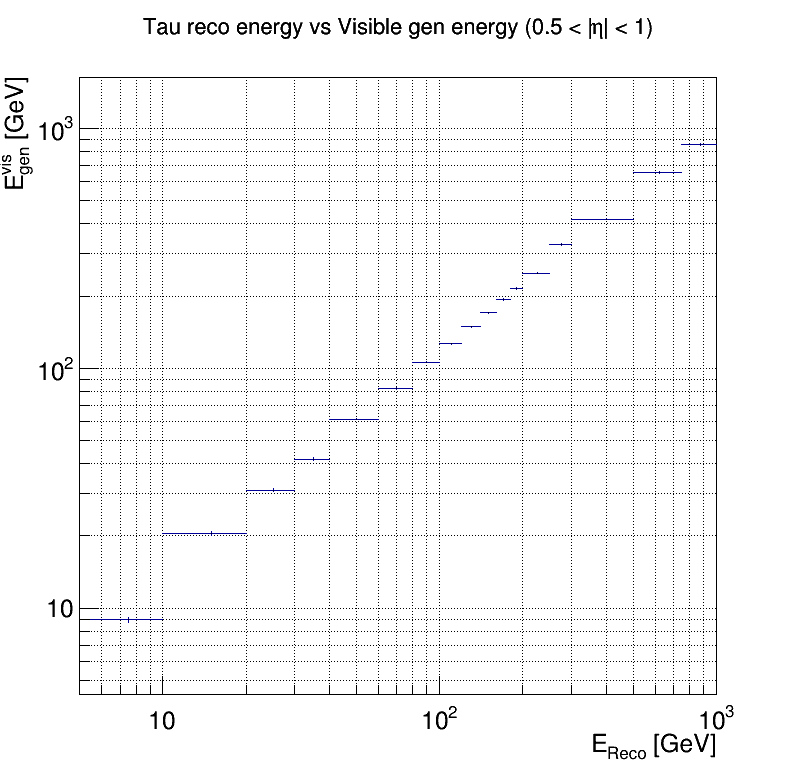 Tau reco energy vs Visible gen energy (0.5 < |η| < 1)
E^vis_gen [GeV]
10^3
10^2
10
10
10^2
10^3
E_Reco [GeV]